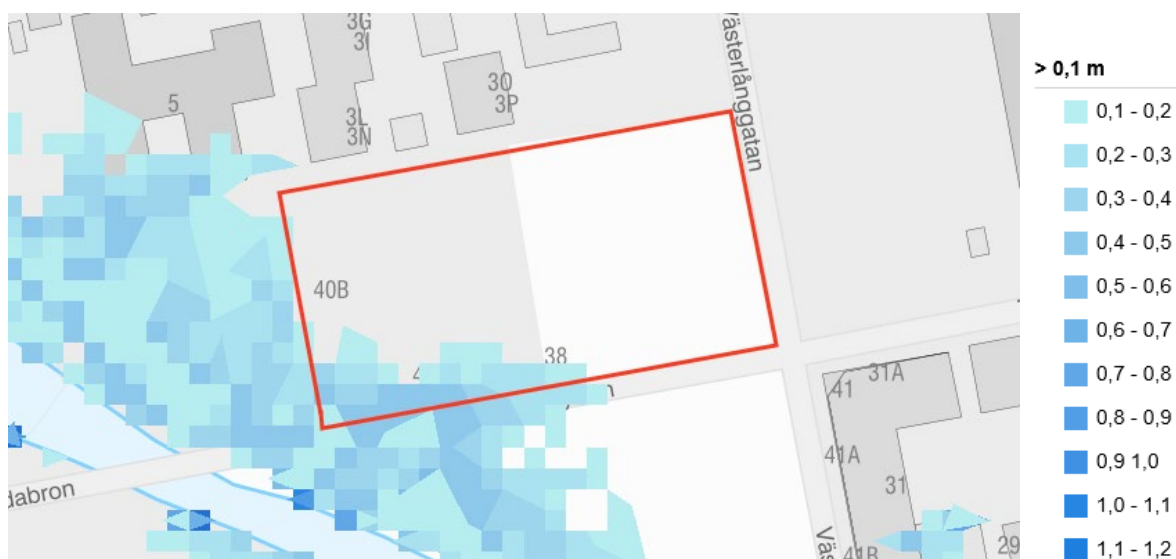 3G
3I
5
3O
3P
3L
3N
Västerlånggatan
40B
38
4
n
31A
41
41A
31
dabron
Väs
41B
29
> 0,1 m
0,1 - 0,2
0,2 - 0,3
0,3 - 0,4
0,4 - 0,5
0,5 - 0,6
0,6 - 0,7
0,7 - 0,8
0,8 - 0,9
0,9 1,0
1,0 - 1,1
1,1 - 1,2